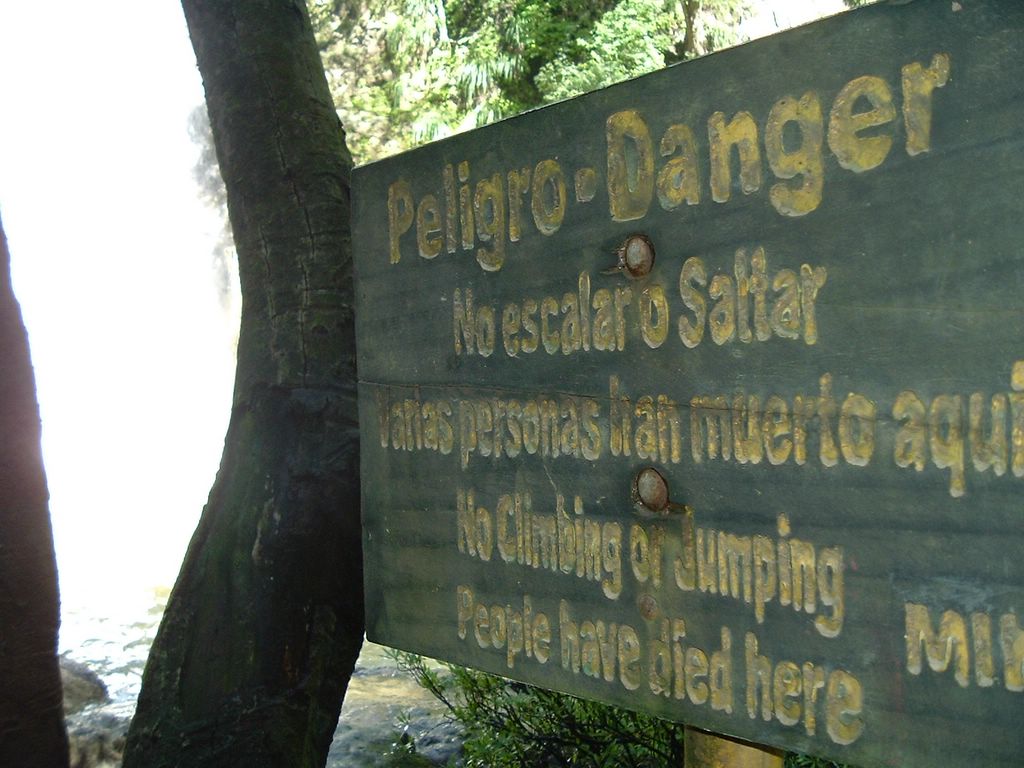 Peligro - Danger
No escalar o Saltar
Varias personas han muerto aqui
No Climbing or Jumping
People have died here